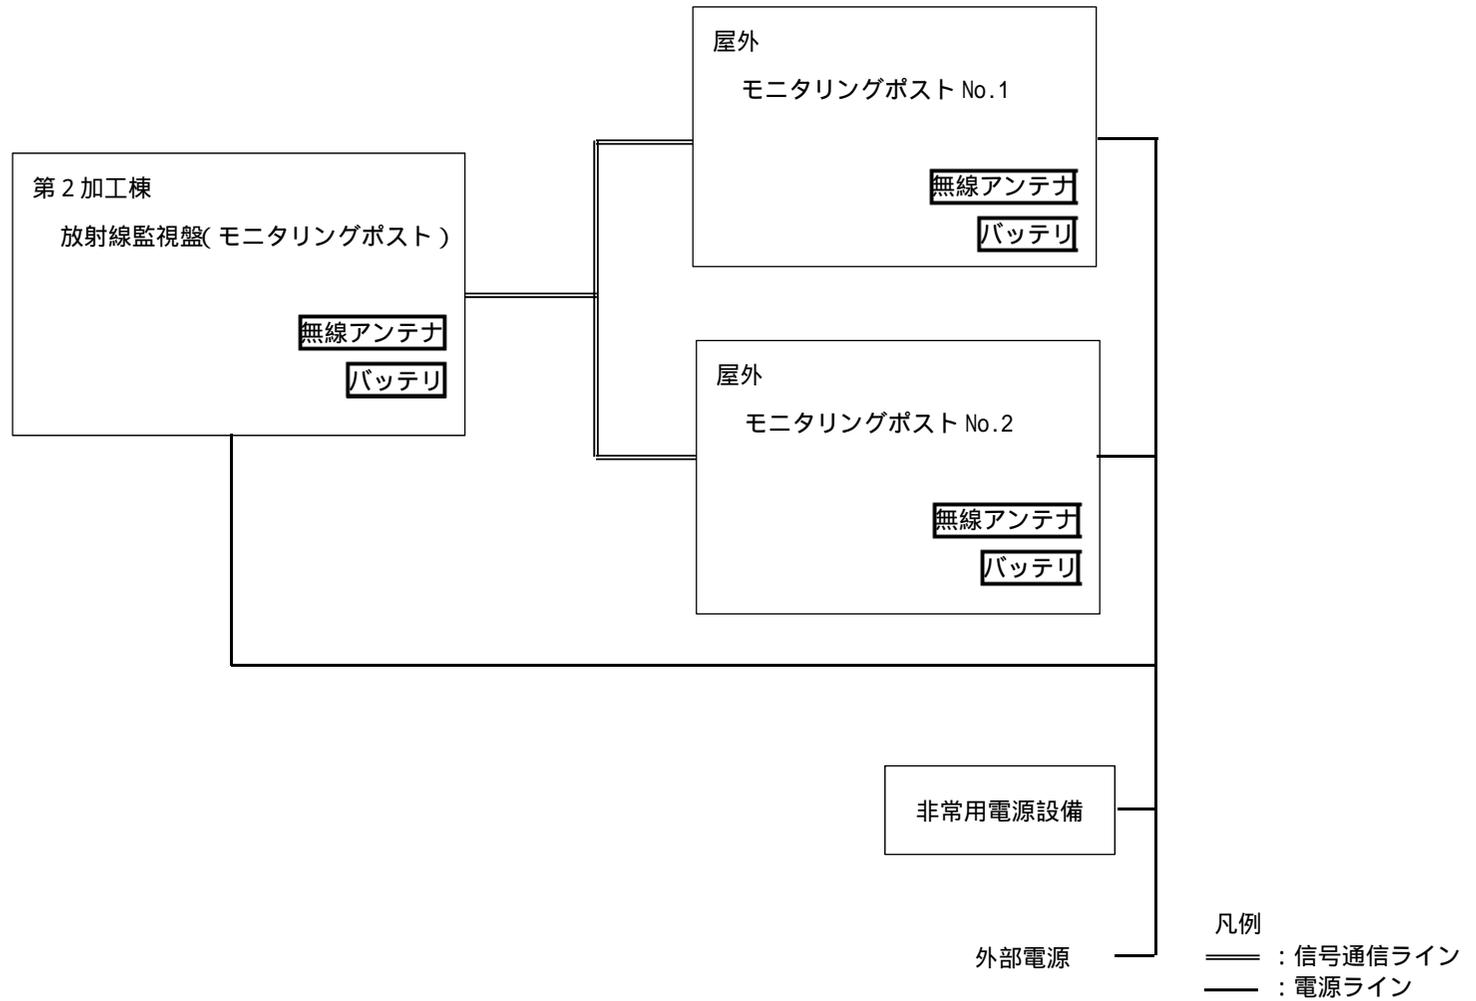 屋外
モニタリングポスト No.1
無線アンテナ
バッテリ
第2加工棟
放射線監視盤(モニタリングポスト)
無線アンテナ
バッテリ
屋外
モニタリングポスト No.2
無線アンテナ
バッテリ
非常用電源設備
外部電源
凡例
:信号通信ライン
:電源ライン